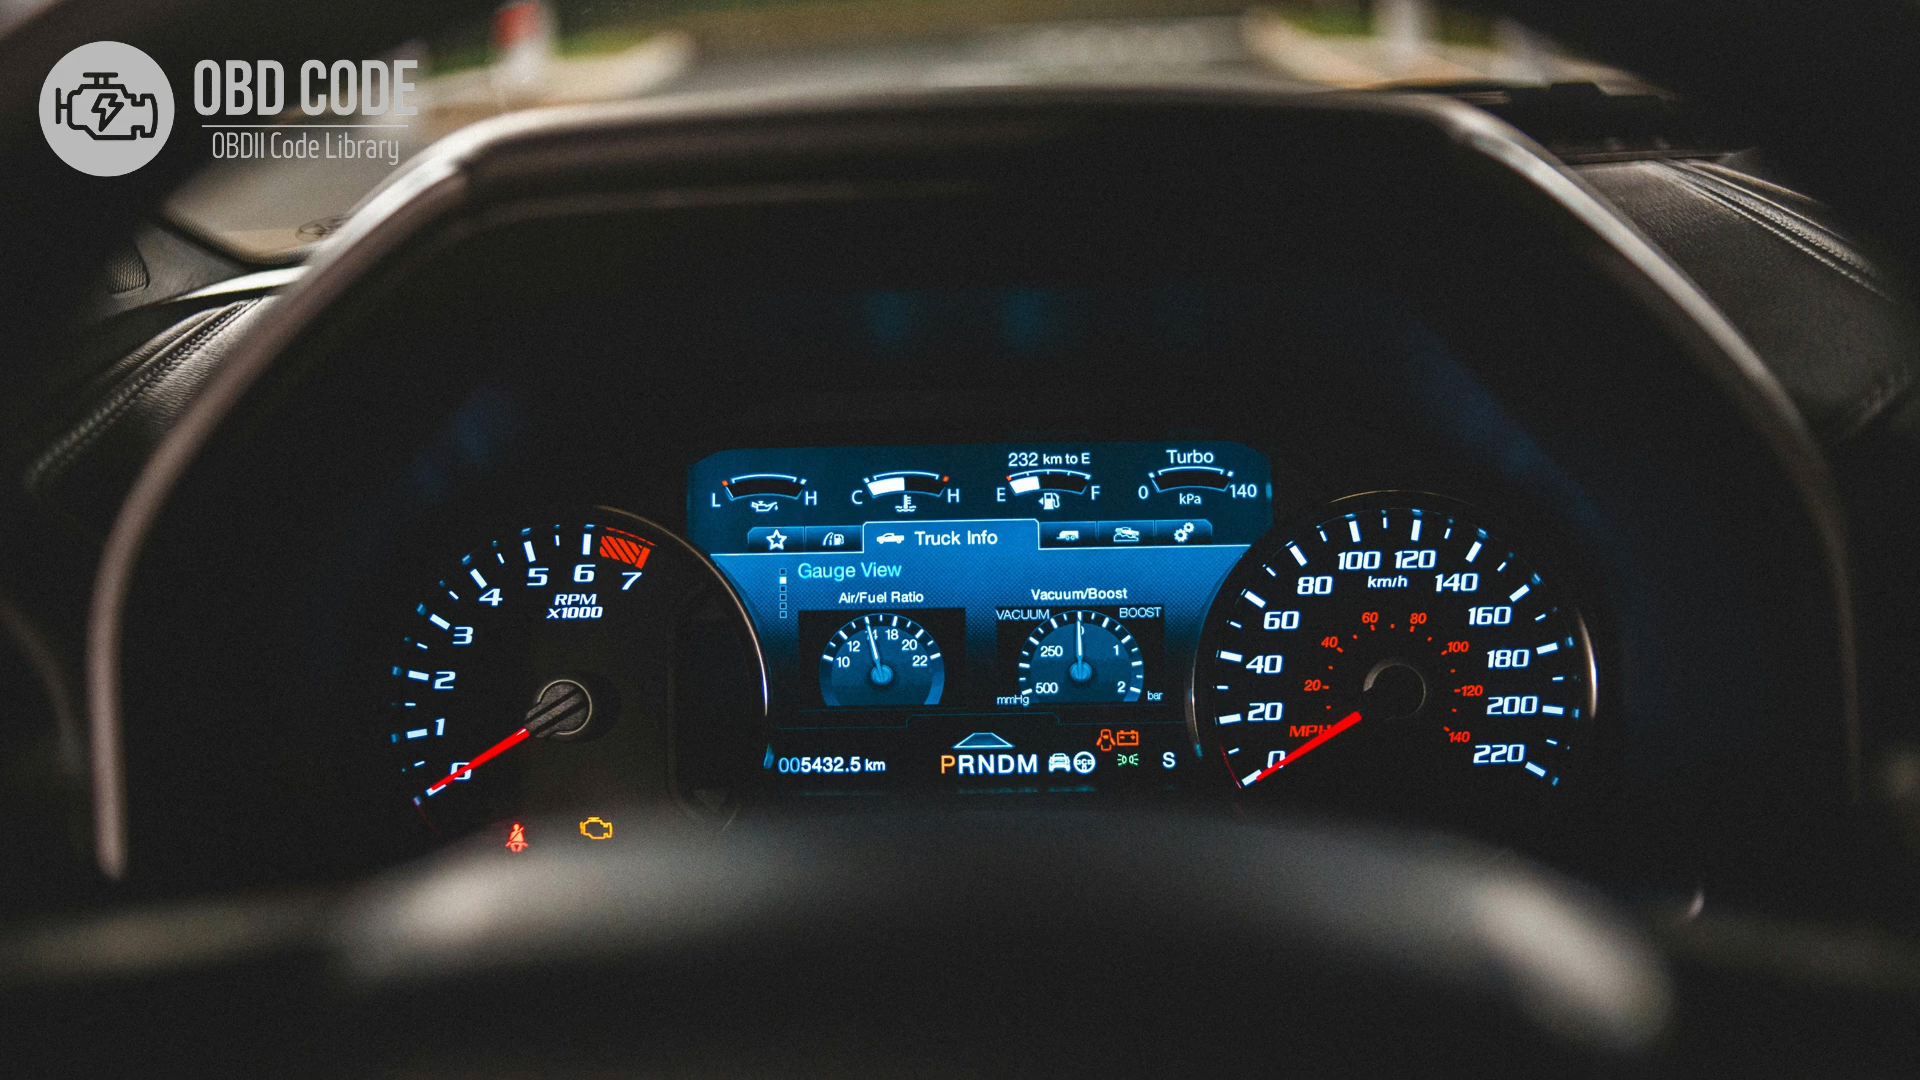 OBD CODE
OBDII Code Library
232 km to E
Turbo
L H
C H
E F
0 140
kPa
Truck Info
Gauge View
Air/Fuel Ratio
10 12 14 18 20 22
Vacuum/Boost
VACUUM BOOST
500 250 0 1 2
mmHg bar
0 1 2 3 4 5 6 7
RPM
X1000
0 20 40 60 80 100 120 140 160 180 200 220
km/h
20 40 60 80 100 120 140
MPH
005432.5 km
PRNDM
S